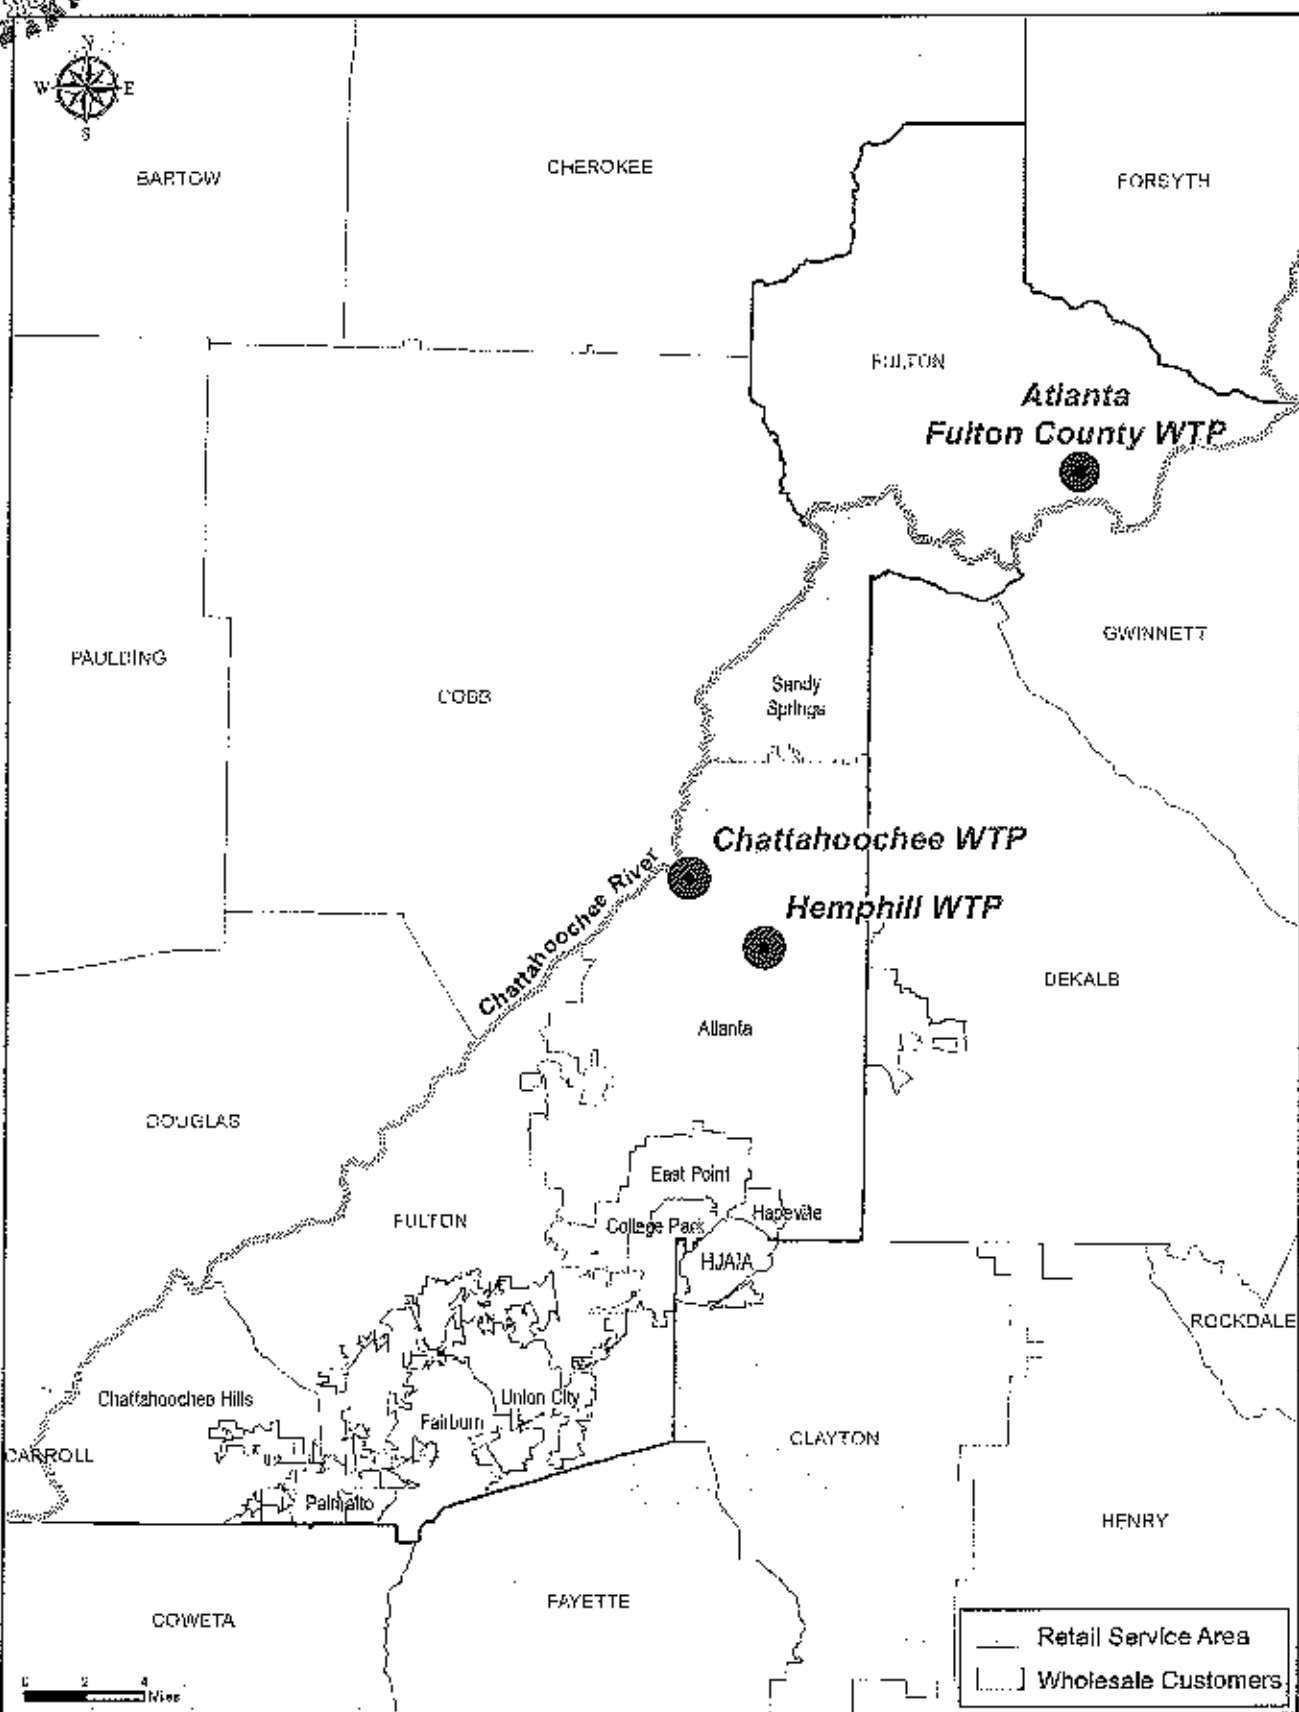 N
W E
S
BARTOW
CHEROKEE
FORSYTH
FULTON
Atlanta
Fulton County WTP
GWINNETT
PAULDING
COBB
Sandy
Springs
Chattahoochee WTP
Chattahoochee River
Hemphill WTP
DEKALB
Atlanta
DOUGLAS
East Point
FULTON
College Park
Hapeville
HJAIA
ROCKDALE
Chattahoochee Hills
Union City
Fairburn
CARROLL
CLAYTON
Palmetto
HENRY
COWETA
FAYETTE
Retail Service Area
Wholesale Customers
0 2 4
Miles